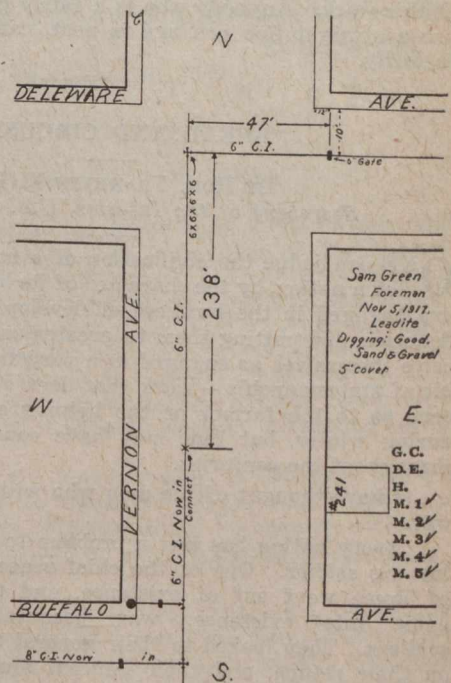 N
DELEWARE
AVE.
47'
10'
6" C.I.
6" Gate
6x6x6x6
238'
6" C.I.
VERNON AVE.
Sam Green
Foreman
Nov 5, 1917.
Leadite
Digging: Good.
Sand & Gravel
5' cover
W
E.
G. C.
D. E.
H.
M. 1 ✓
M. 2 ✓
M. 3 ✓
M. 4 ✓
M. 5 ✓
#241
Connect
6" C.I. Now in
BUFFALO
AVE.
8" C.I. Now in
S.